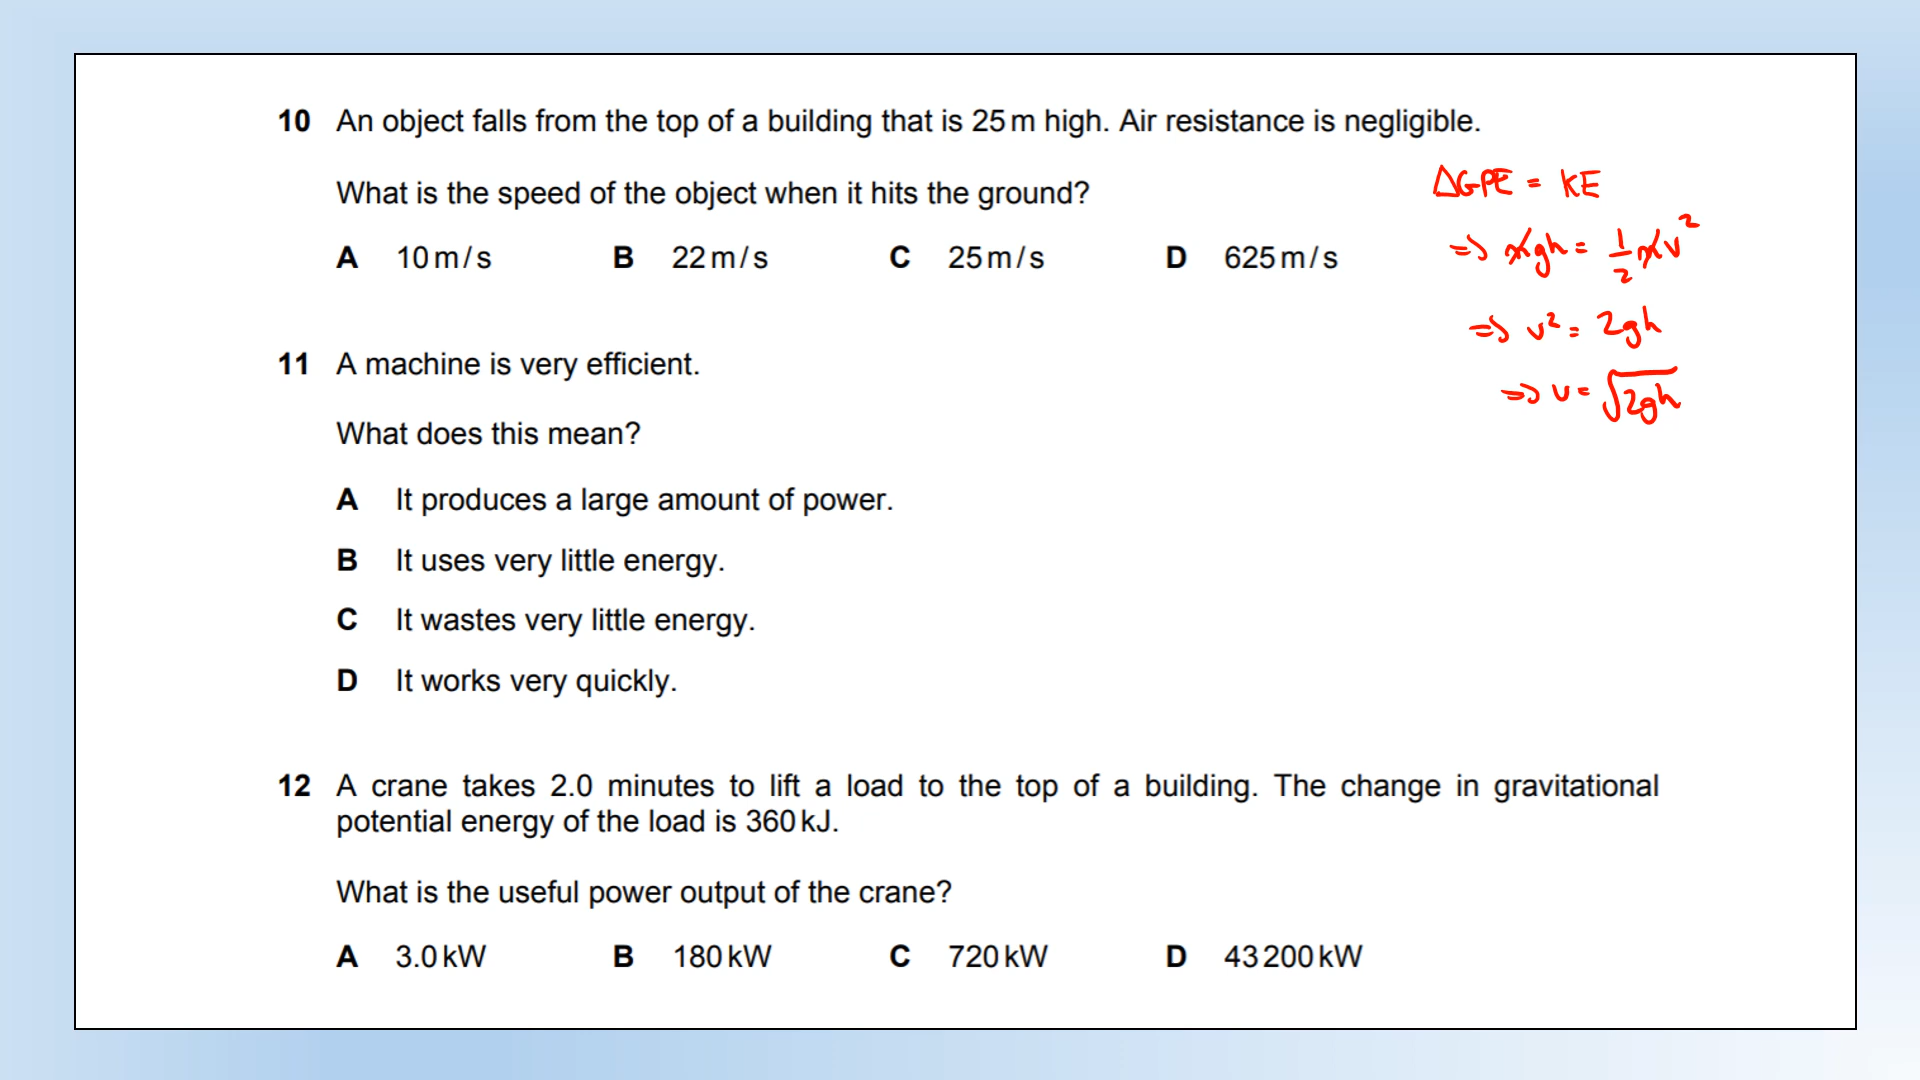 10 An object falls from the top of a building that is 25 m high. Air resistance is negligible.
ΔGPE = KE
What is the speed of the object when it hits the ground?
⇒ mgh = 1/2 mv²
A 10 m / s B 22 m / s C 25 m / s D 625 m / s
⇒ v² = 2gh
11 A machine is very efficient.
⇒ v = √2gh
What does this mean?
A It produces a large amount of power.
B It uses very little energy.
C It wastes very little energy.
D It works very quickly.
12 A crane takes 2.0 minutes to lift a load to the top of a building. The change in gravitational
potential energy of the load is 360 kJ.
What is the useful power output of the crane?
A 3.0 kW B 180 kW C 720 kW D 43 200 kW